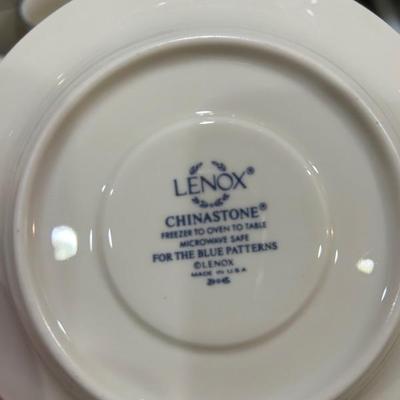 LENOX®
CHINASTONE®
FREEZER TO OVEN TO TABLE
MICROWAVE SAFE
FOR THE BLUE PATTERNS
©LENOX
MADE IN U.S.A